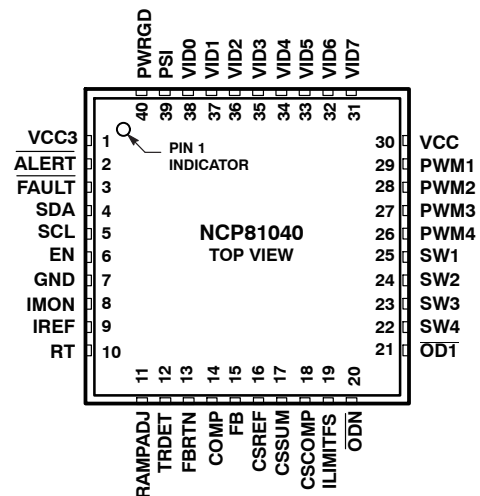 PWRGD
PSI
VID0
VID1
VID2
VID3
VID4
VID5
VID6
VID7
40
39
38
37
36
35
34
33
32
31
VCC3 1
ALERT 2
FAULT 3
SDA 4
SCL 5
EN 6
GND 7
IMON 8
IREF 9
RT 10
PIN 1
INDICATOR
NCP81040
TOP VIEW
30 VCC
29 PWM1
28 PWM2
27 PWM3
26 PWM4
25 SW1
24 SW2
23 SW3
22 SW4
21 OD1
11
12
13
14
15
16
17
18
19
20
RAMPADJ
TRDET
FBRTN
COMP
FB
CSREF
CSSUM
CSCOMP
ILIMITFS
ODN